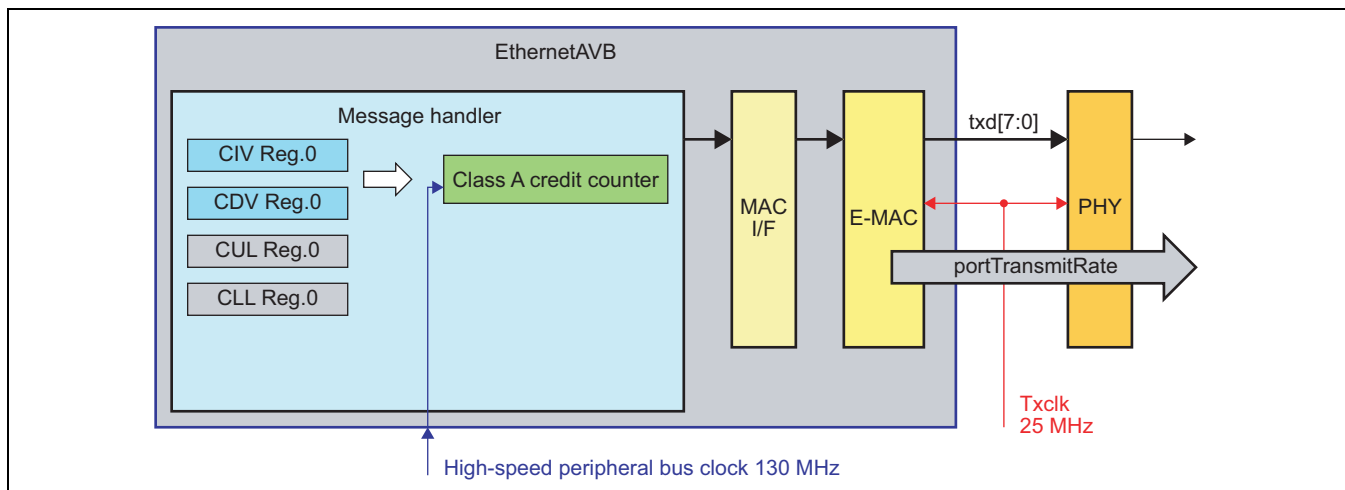 EthernetAVB
Message handler
CIV Reg.0
CDV Reg.0
CUL Reg.0
CLL Reg.0
Class A credit counter
MAC
I/F
E-MAC
txd[7:0]
PHY
portTransmitRate
Txclk
25 MHz
High-speed peripheral bus clock 130 MHz